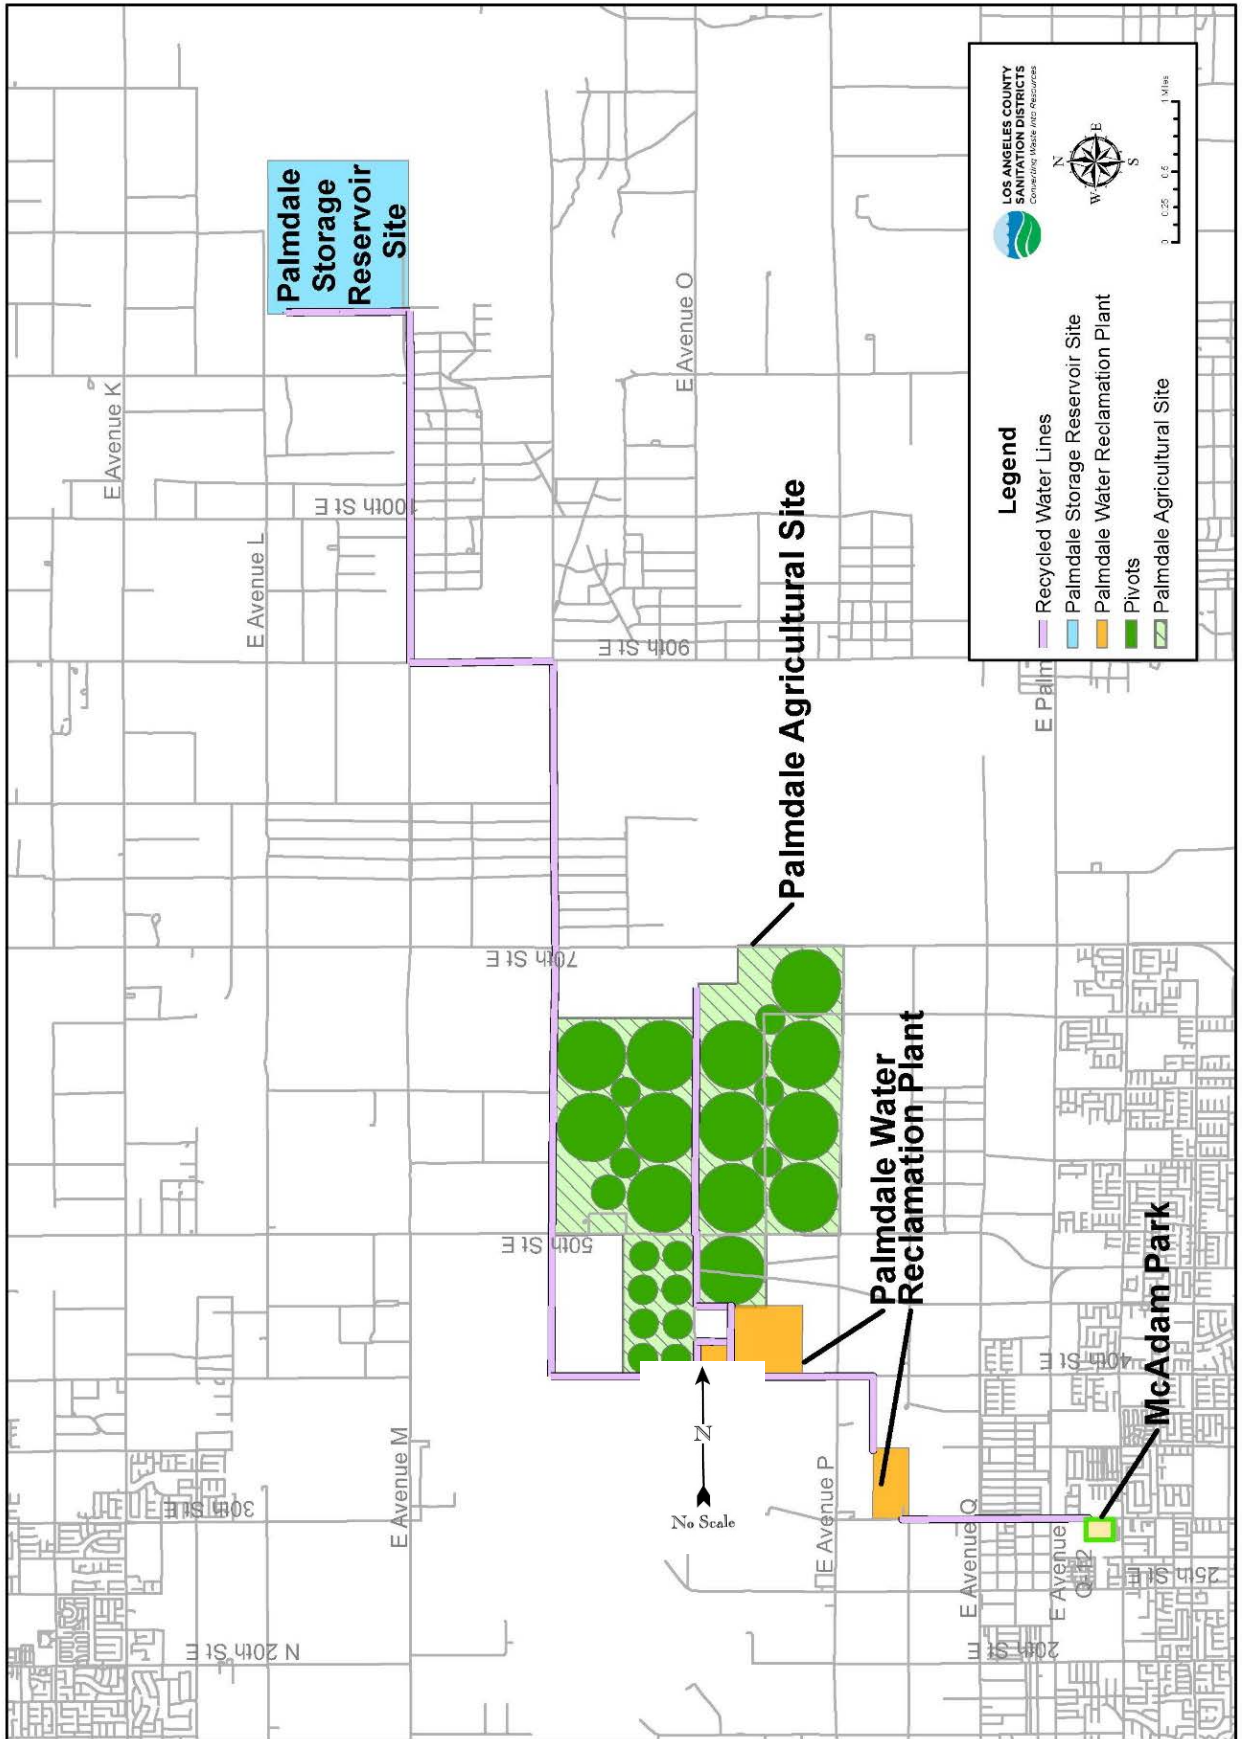 E Avenue K
E Avenue L
100th St E
Palmdale
Storage
Reservoir
Site
E Avenue O
90th St E
70th St E
50th St E
E Avenue M
30th St E
N 20th St E
Palmdale Agricultural Site
Palmdale Water
Reclamation Plant
N
No Scale
E Avenue P
40th St E
McAdam Park
E Avenue Q
E Avenue
Q-12
25th St E
20th St E
E Palm
Legend
Recycled Water Lines
Palmdale Storage Reservoir Site
Palmdale Water Reclamation Plant
Pivots
Palmdale Agricultural Site
LOS ANGELES COUNTY
SANITATION DISTRICTS
Converting Waste Into Resources
N
W
E
S
0 0.25 0.5 1 Miles